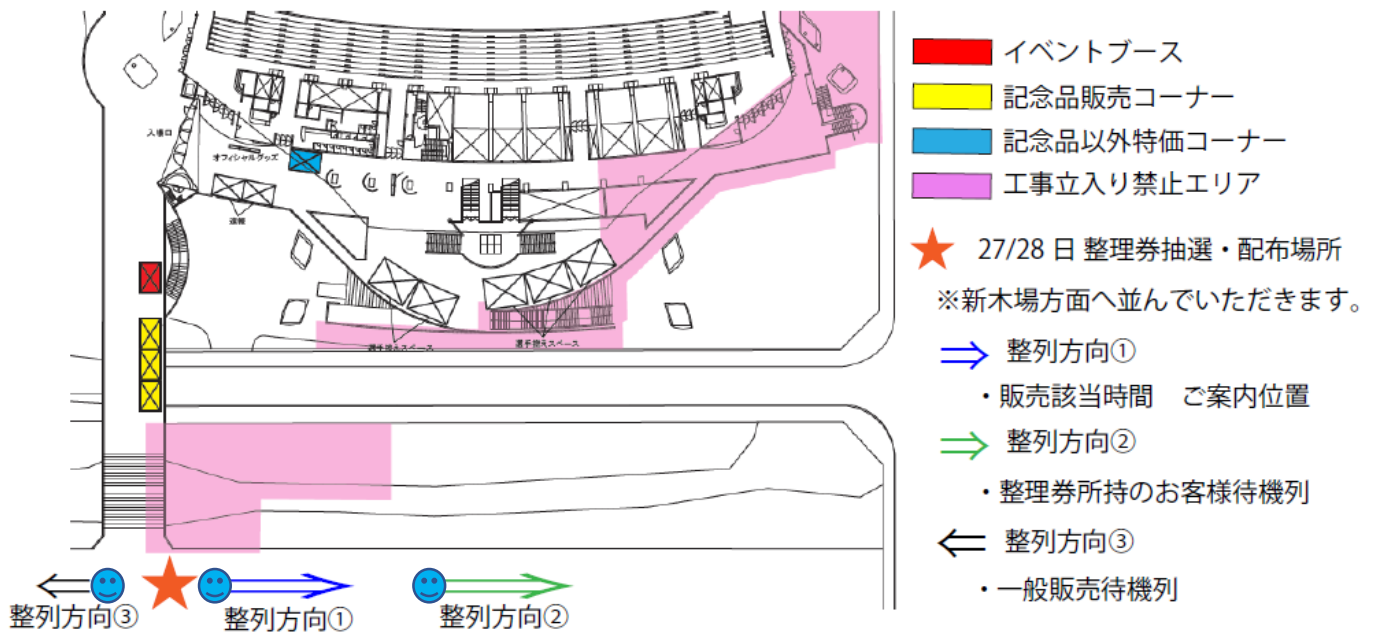 イベントブース
記念品販売コーナー
記念品以外特価コーナー
工事立入り禁止エリア
27/28 日 整理券抽選・配布場所
※新木場方面へ並んでいただきます。
整列方向①
・販売該当時間　ご案内位置
整列方向②
・整理券所持のお客様待機列
整列方向③
・一般販売待機列
入場口
オフィシャルグッズ
速報
選手控えスペース
選手控えスペース
整列方向③
整列方向①
整列方向②